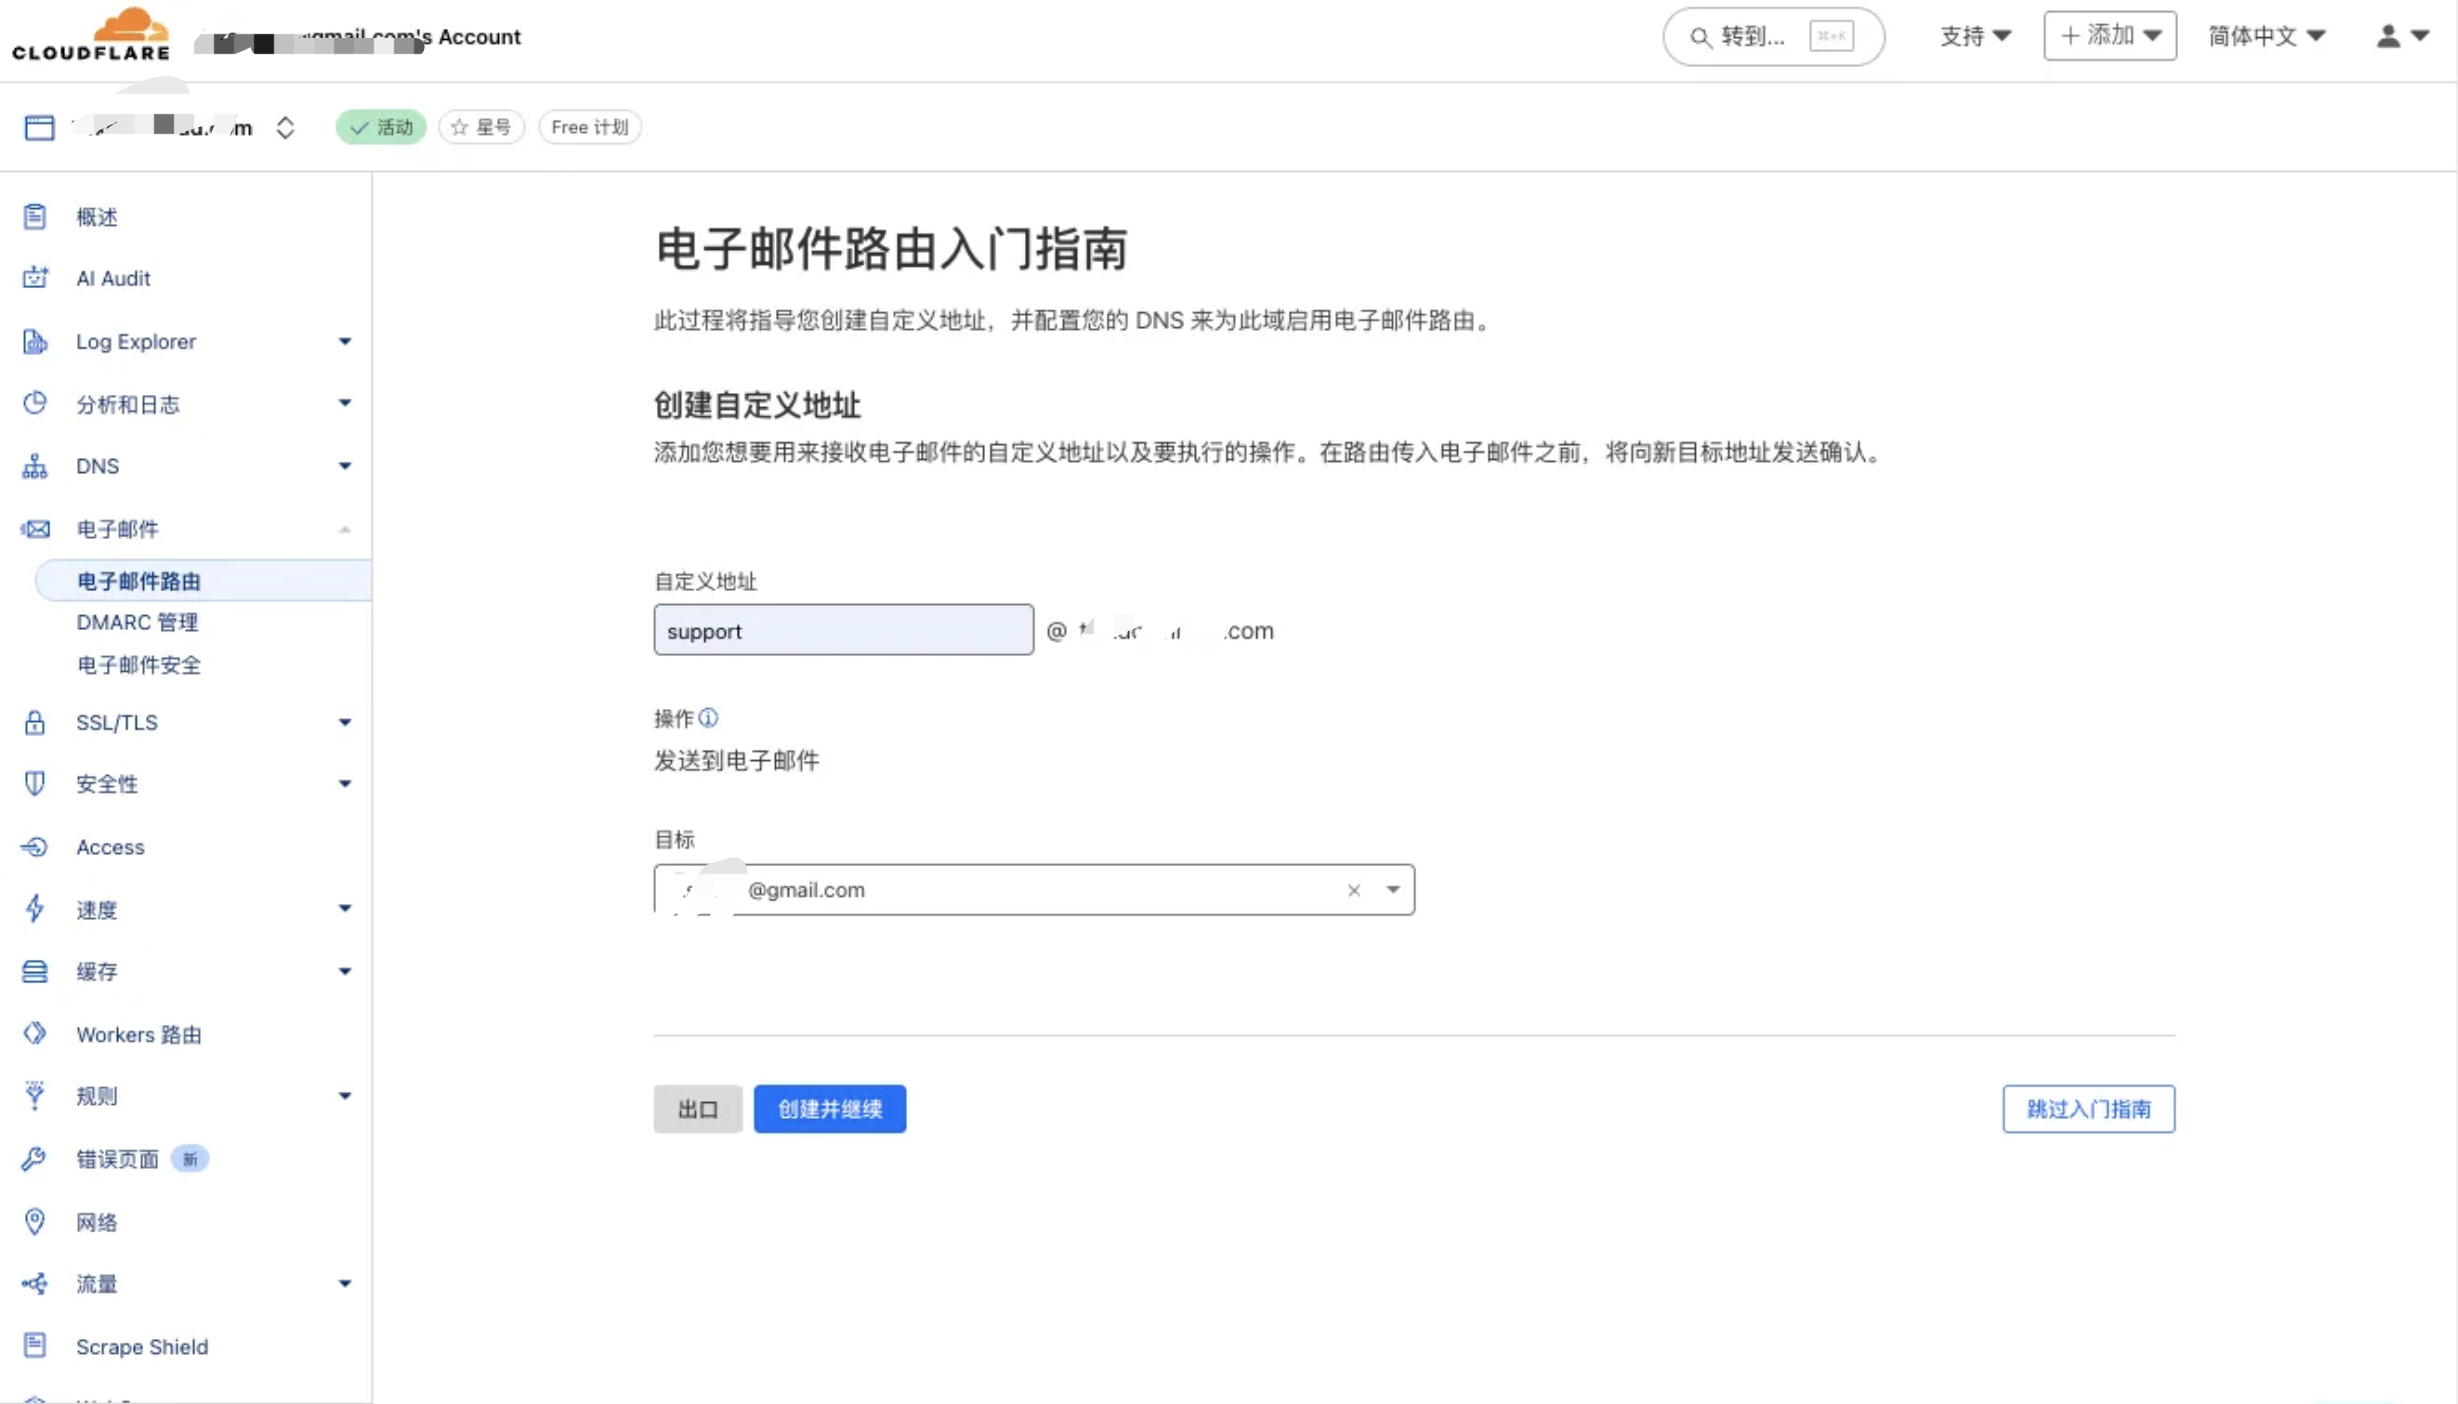 CLOUDFLARE
@gmail.com's Account
转到...
⌘+K
支持
+ 添加
简体中文
活动
星号
Free 计划
概述
AI Audit
Log Explorer
分析和日志
DNS
电子邮件
电子邮件路由
DMARC 管理
电子邮件安全
SSL/TLS
安全性
Access
速度
缓存
Workers 路由
规则
错误页面 新
网络
流量
Scrape Shield
电子邮件路由入门指南
此过程将指导您创建自定义地址，并配置您的 DNS 来为此域启用电子邮件路由。
创建自定义地址
添加您想要用来接收电子邮件的自定义地址以及要执行的操作。在路由传入电子邮件之前，将向新目标地址发送确认。
自定义地址
support @ .com
操作
发送到电子邮件
目标
@gmail.com
出口
创建并继续
跳过入门指南